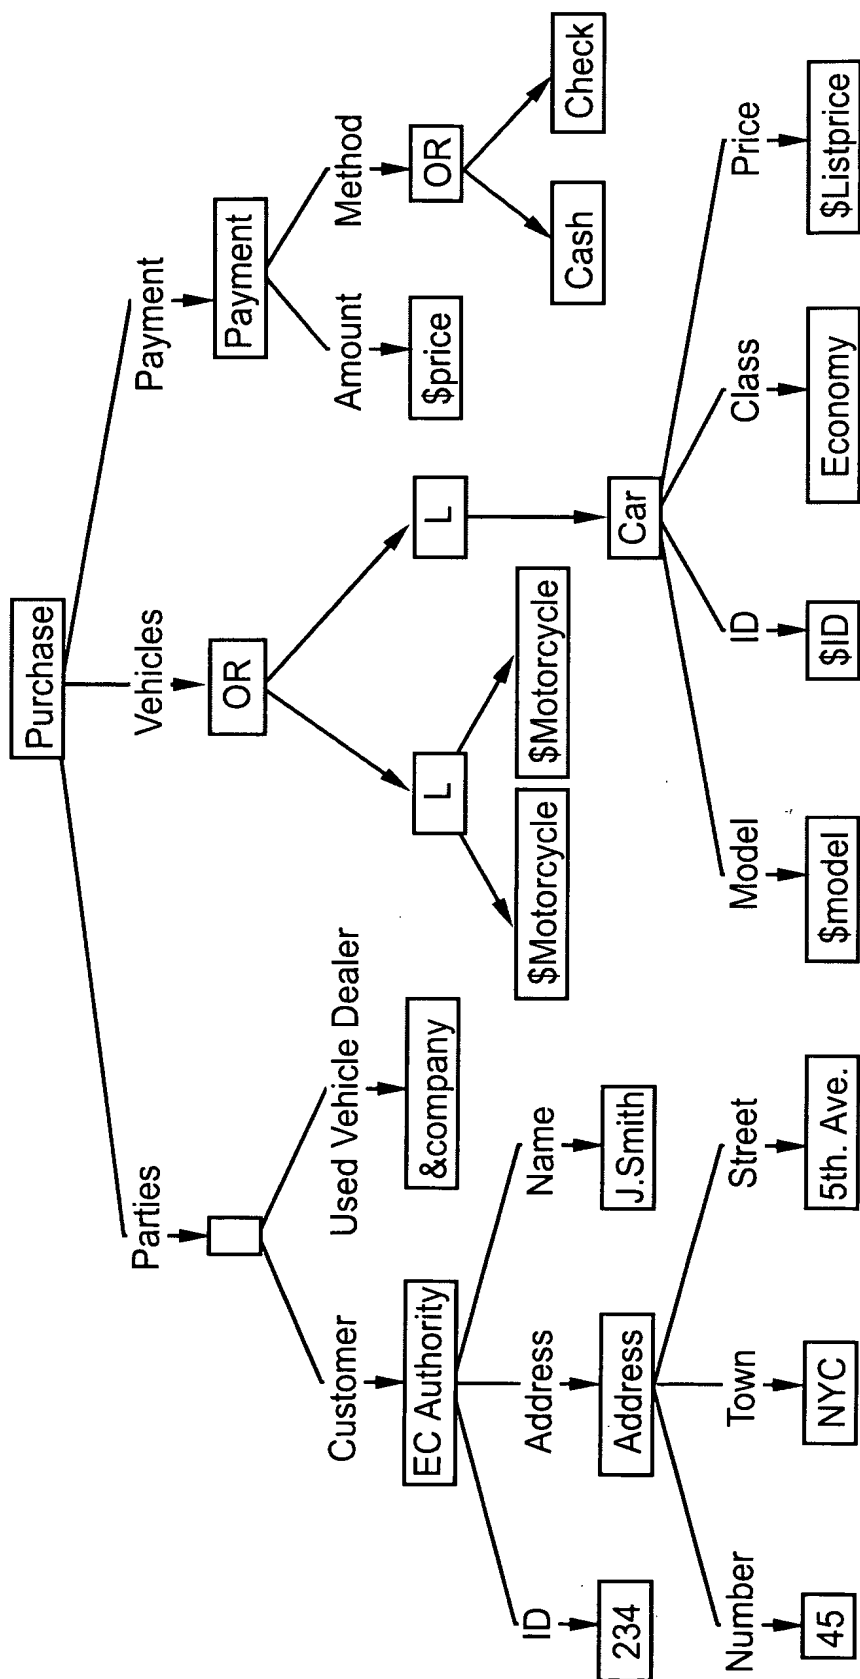 Purchase
Parties
Vehicles
Payment
OR
Payment
Customer
Used Vehicle Dealer
Amount
Method
EC Authority
&company
L
L
$price
OR
ID
Address
Name
$Motorcycle
$Motorcycle
Cash
Check
234
Address
J.Smith
Car
Number
Town
Street
Model
ID
Class
Price
45
NYC
5th. Ave.
$model
$ID
Economy
$Listprice